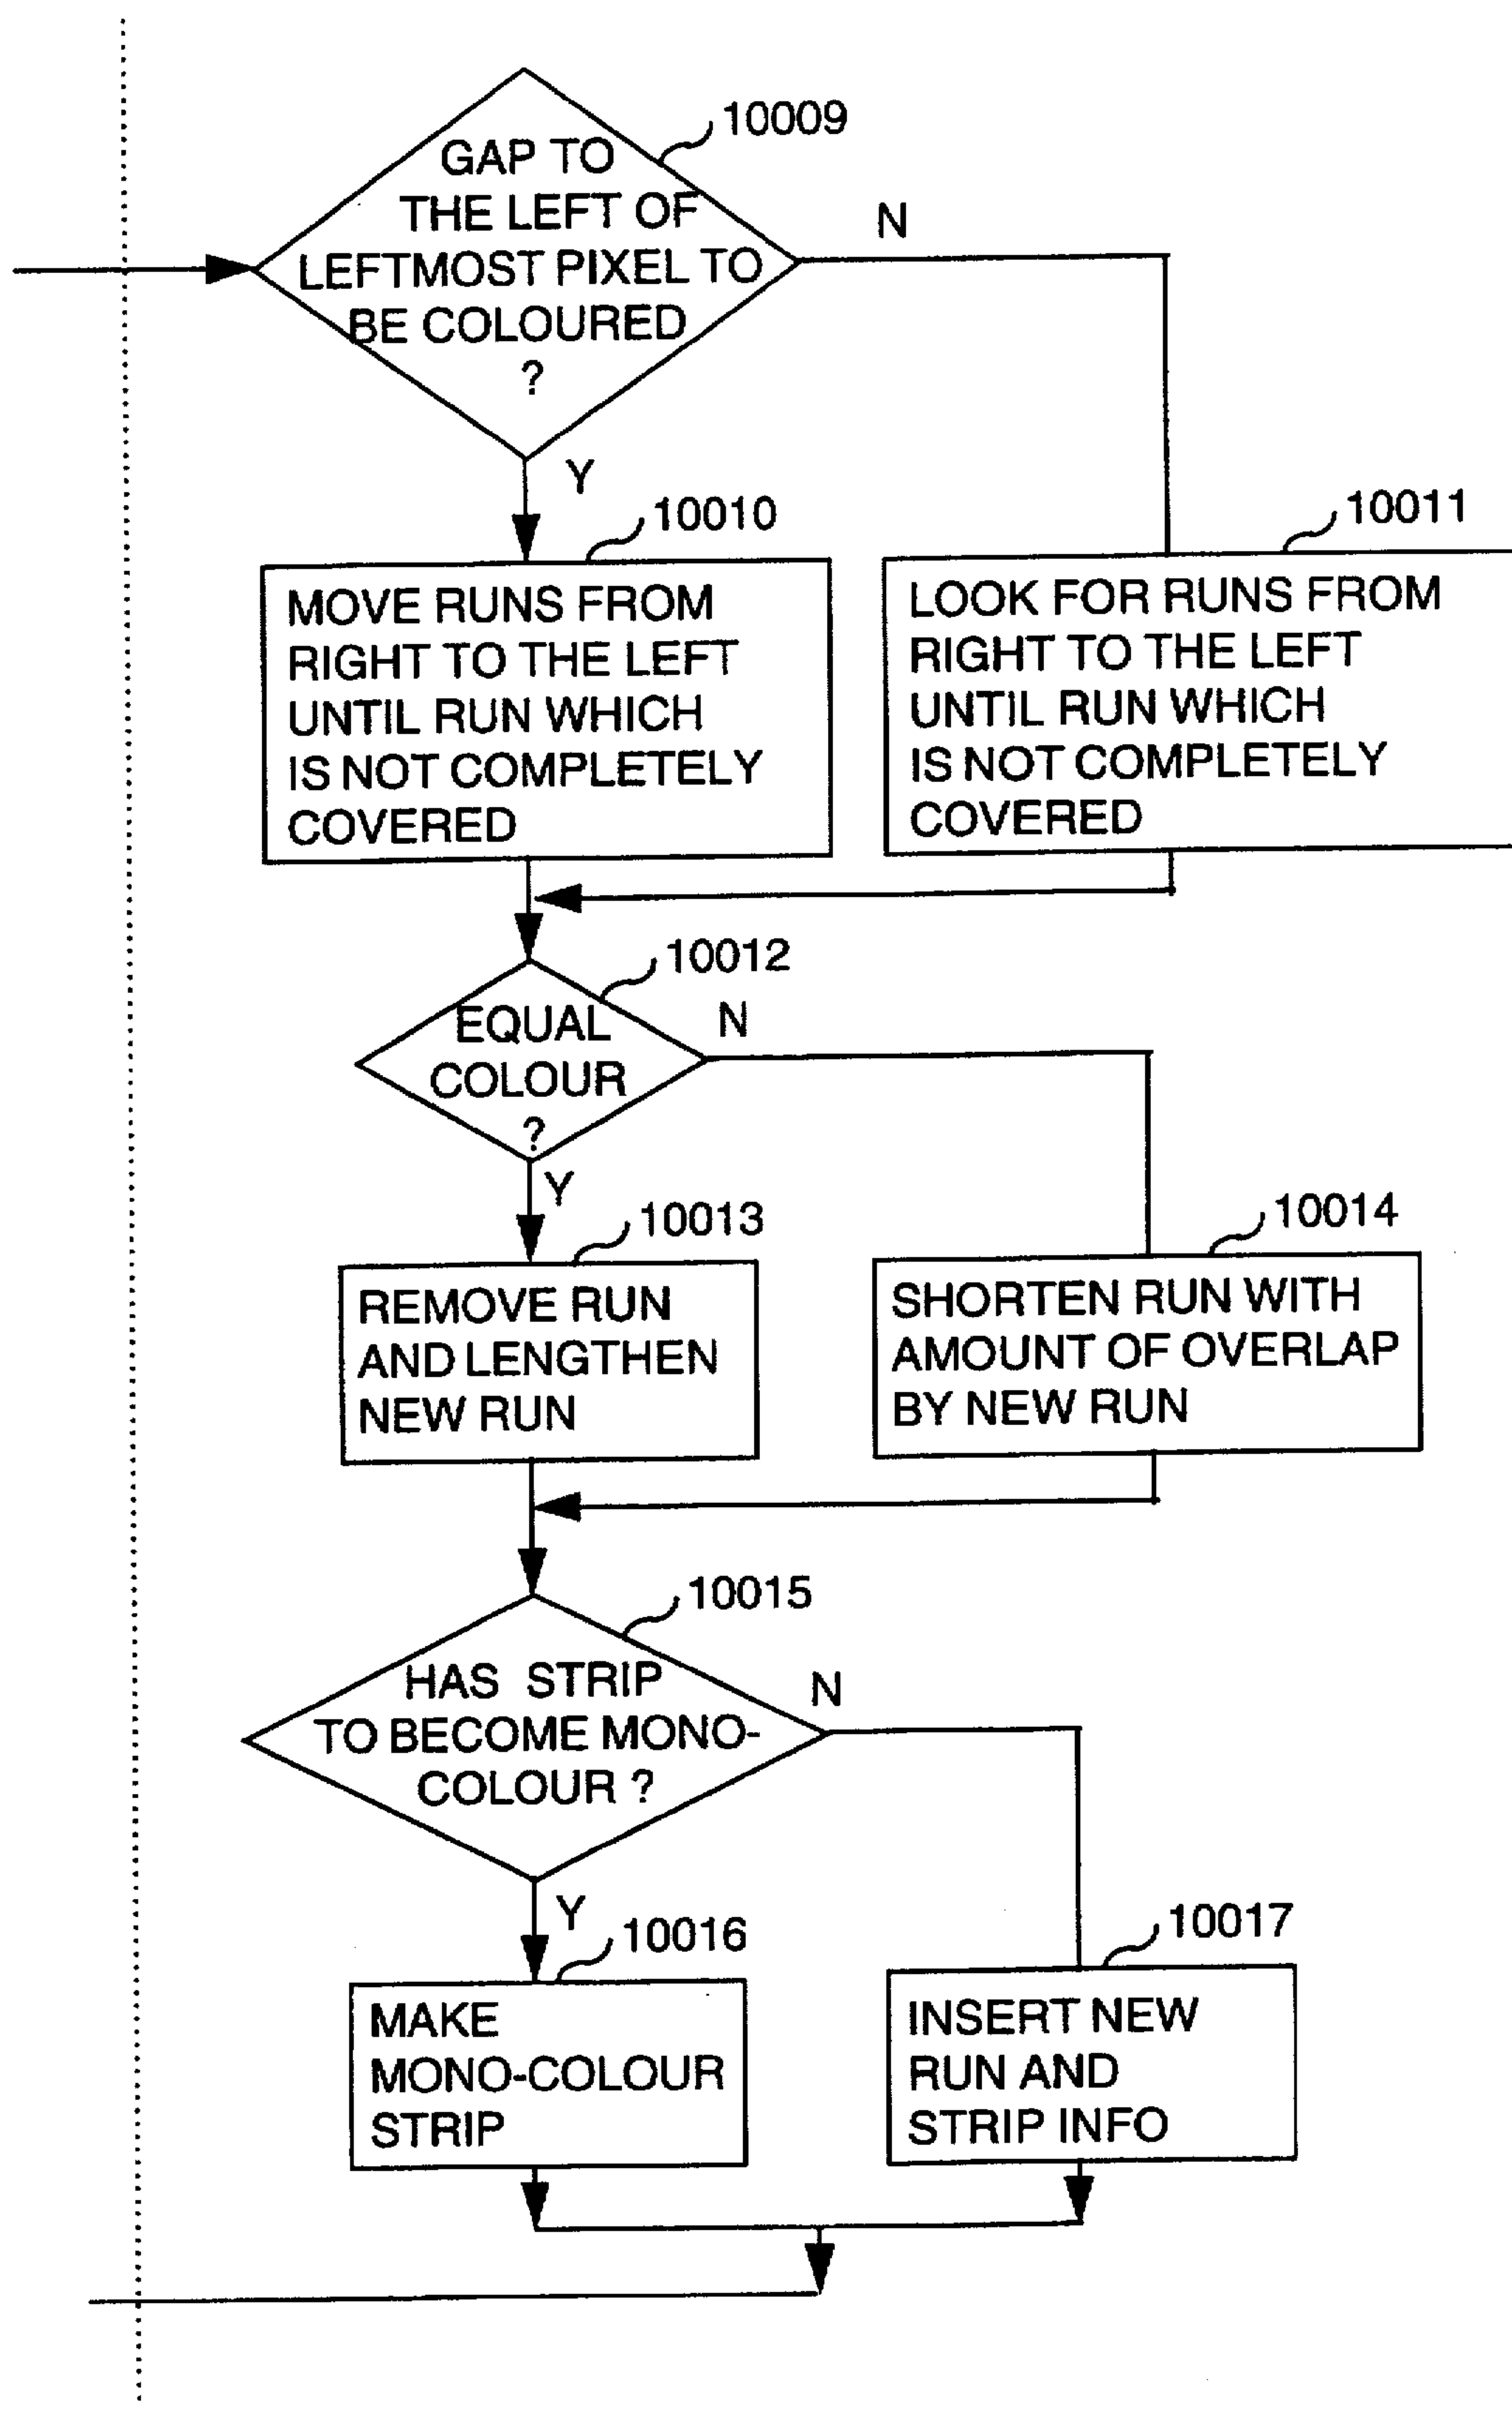 10009
GAP TO
THE LEFT OF
LEFTMOST PIXEL TO
BE COLOURED
?
N
Y
10010
MOVE RUNS FROM
RIGHT TO THE LEFT
UNTIL RUN WHICH
IS NOT COMPLETELY
COVERED
10011
LOOK FOR RUNS FROM
RIGHT TO THE LEFT
UNTIL RUN WHICH
IS NOT COMPLETELY
COVERED
10012
EQUAL
COLOUR
?
N
Y
10013
REMOVE RUN
AND LENGTHEN
NEW RUN
10014
SHORTEN RUN WITH
AMOUNT OF OVERLAP
BY NEW RUN
10015
HAS STRIP
TO BECOME MONO-
COLOUR ?
N
Y
10016
MAKE
MONO-COLOUR
STRIP
10017
INSERT NEW
RUN AND
STRIP INFO